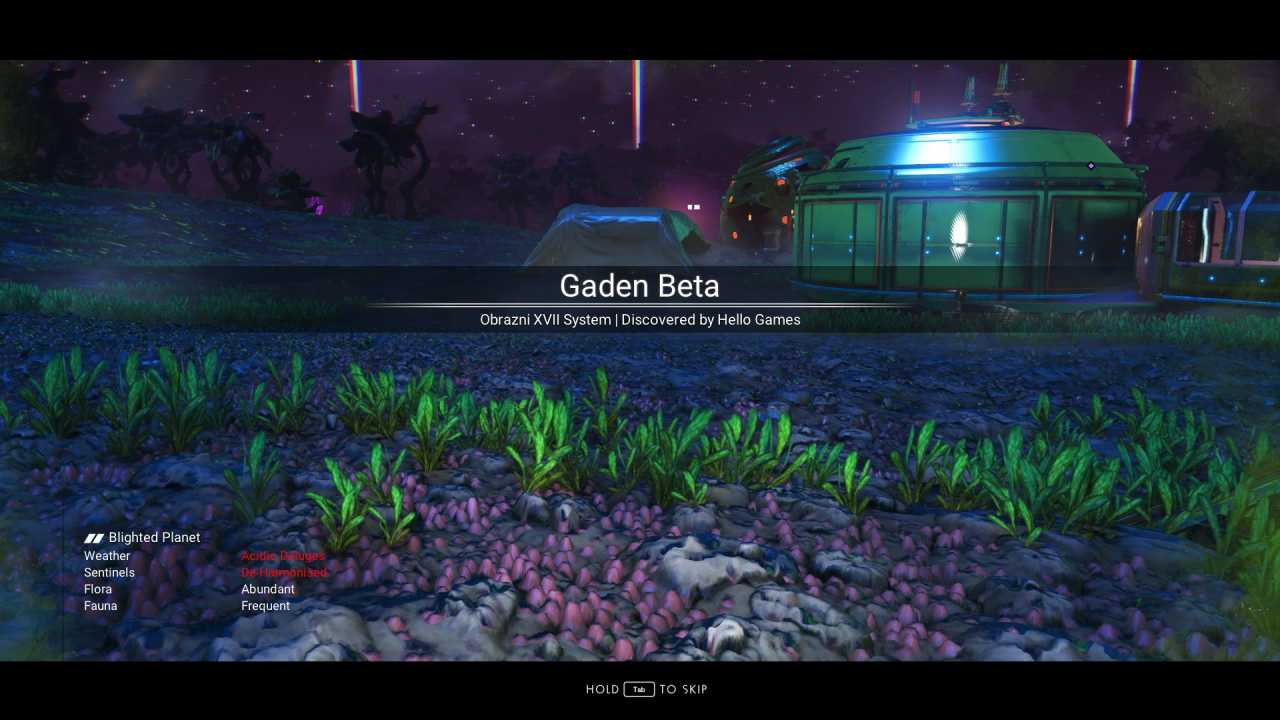 Gaden Beta
Obrazni XVII System | Discovered by Hello Games
Blighted Planet
Weather Acidic Deluges
Sentinels De-Harmonised
Flora Abundant
Fauna Frequent
HOLD Tab TO SKIP